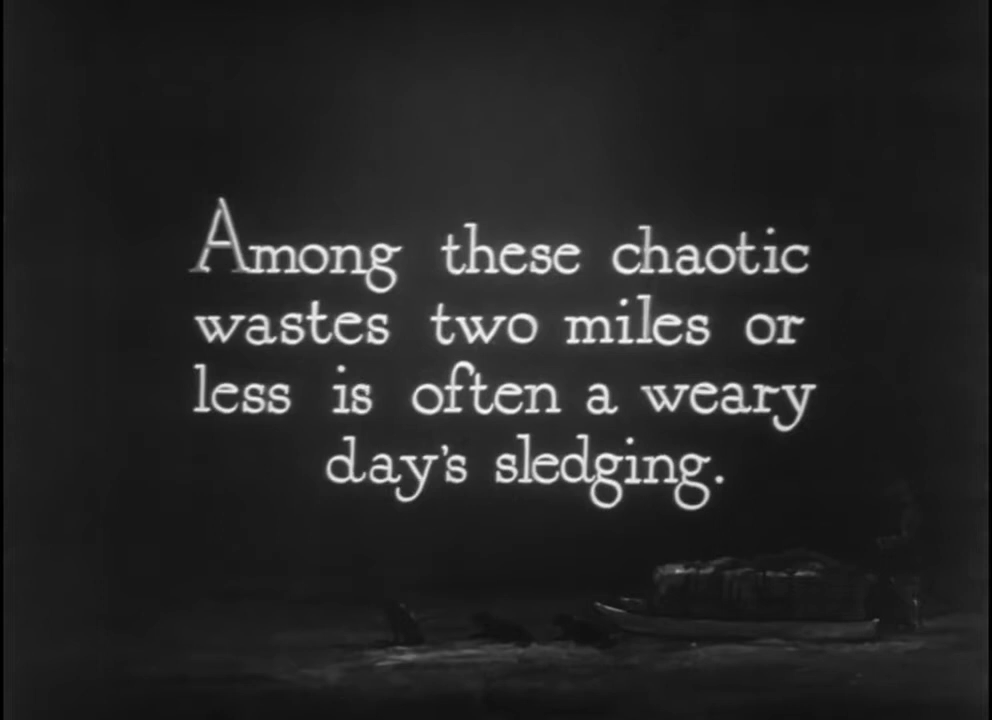 Among these chaotic
wastes two miles or
less is often a weary
day's sledging.